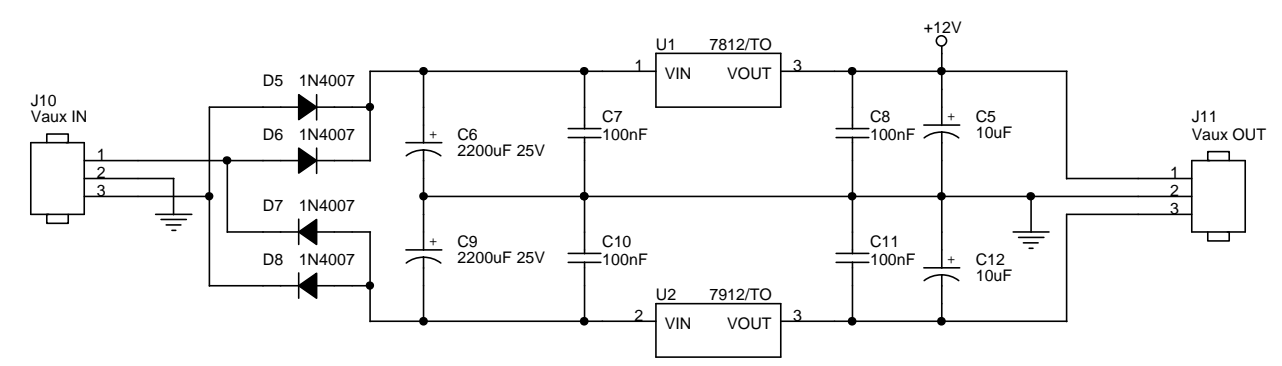 +12V
U1 7812/TO
1 VIN VOUT 3
D5 1N4007
D6 1N4007
J10
Vaux IN
1
2
3
+ C6
2200uF 25V
C7
100nF
C8
100nF
+ C5
10uF
J11
Vaux OUT
1
2
3
D7 1N4007
D8 1N4007
+ C9
2200uF 25V
C10
100nF
C11
100nF
+ C12
10uF
U2 7912/TO
2 VIN VOUT 3